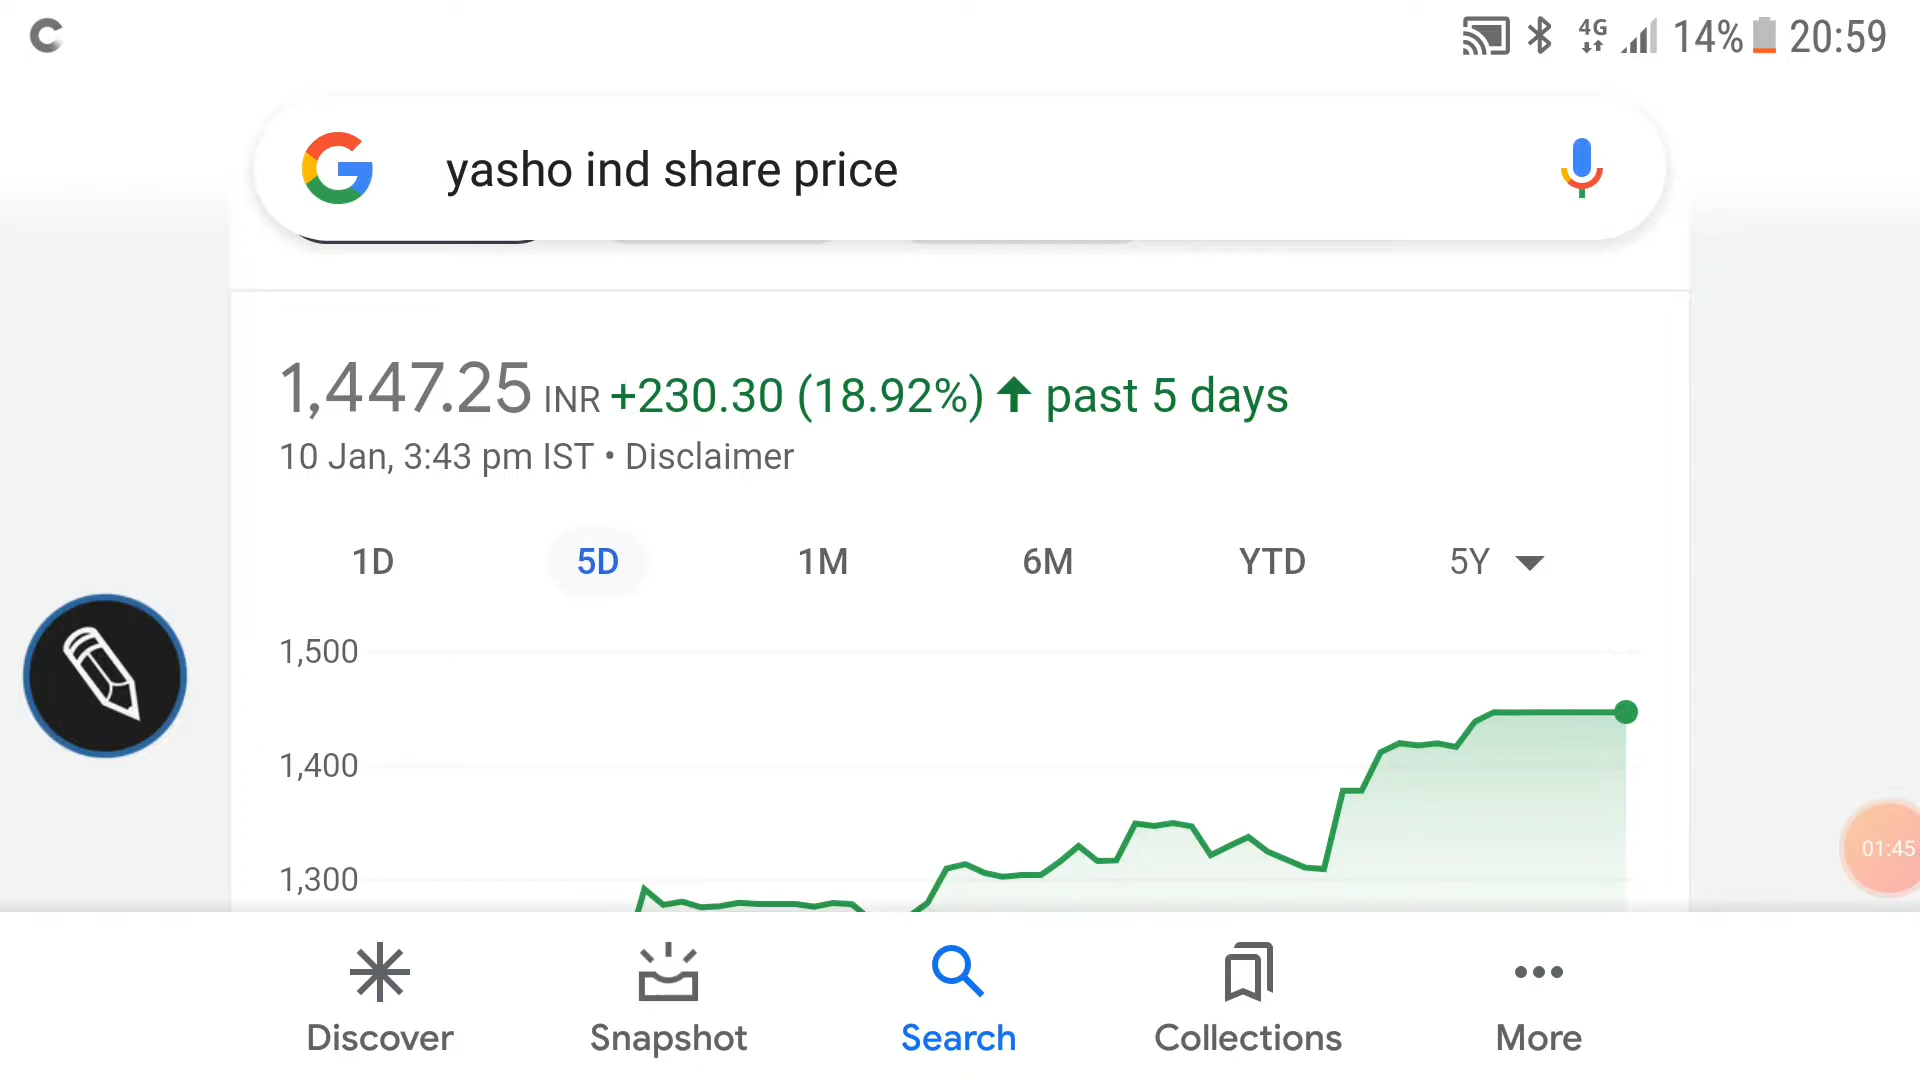 4G 14% 20:59
yasho ind share price
1,447.25 INR +230.30 (18.92%) past 5 days
10 Jan, 3:43 pm IST • Disclaimer
1D 5D 1M 6M YTD 5Y
1,500
1,400
1,300
01:45
Discover Snapshot Search Collections More